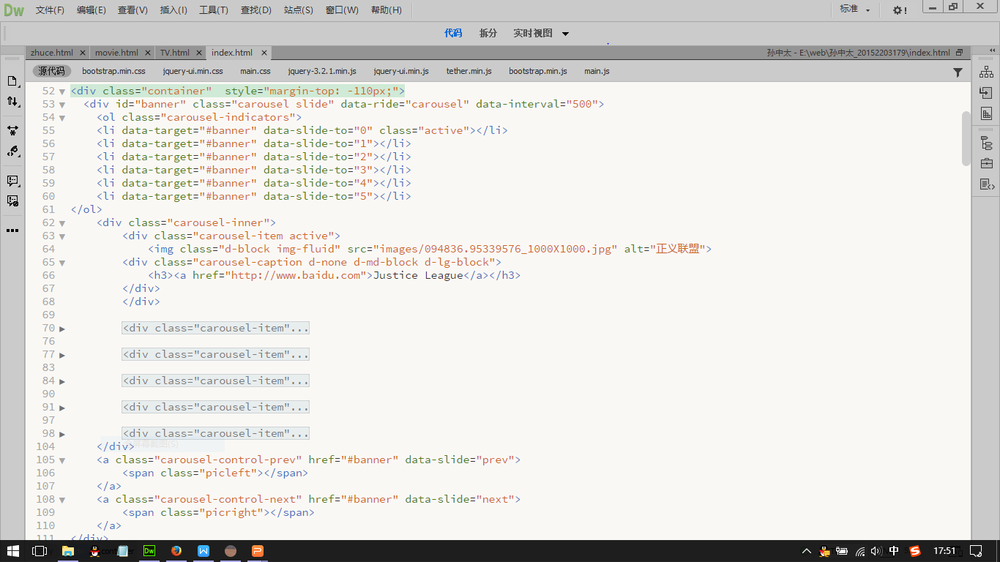 Dw 文件(F) 编辑(E) 查看(V) 插入(I) 工具(T) 查找(D) 站点(S) 窗口(W) 帮助(H) 标准
代码 拆分 实时视图
zhuce.html movie.html TV.html index.html 孙中太 - E:\web\孙中太_20152203179\index.html
源代码 bootstrap.min.css jquery-ui.min.css main.css jquery-3.2.1.min.js jquery-ui.min.js tether.min.js bootstrap.min.js main.js
52 <div class="container"  style="margin-top: -110px;">
53 <div id="banner" class="carousel slide" data-ride="carousel" data-interval="500">
54 <ol class="carousel-indicators">
55 <li data-target="#banner" data-slide-to="0" class="active"></li>
56 <li data-target="#banner" data-slide-to="1"></li>
57 <li data-target="#banner" data-slide-to="2"></li>
58 <li data-target="#banner" data-slide-to="3"></li>
59 <li data-target="#banner" data-slide-to="4"></li>
60 <li data-target="#banner" data-slide-to="5"></li>
61 </ol>
62 <div class="carousel-inner">
63 <div class="carousel-item active">
64 <img class="d-block img-fluid" src="images/094836.95339576_1000X1000.jpg" alt="正义联盟">
65 <div class="carousel-caption d-none d-md-block d-lg-block">
66 <h3><a href="http://www.baidu.com">Justice League</a></h3>
67 </div>
68 </div>
69
70 <div class="carousel-item"...
76
77 <div class="carousel-item"...
83
84 <div class="carousel-item"...
90
91 <div class="carousel-item"...
97
98 <div class="carousel-item"...
104 </div>
105 <a class="carousel-control-prev" href="#banner" data-slide="prev">
106 <span class="picleft"></span>
107 </a>
108 <a class="carousel-control-next" href="#banner" data-slide="next">
109 <span class="picright"></span>
110 </a>
111 </div>
Dw 中 17:51